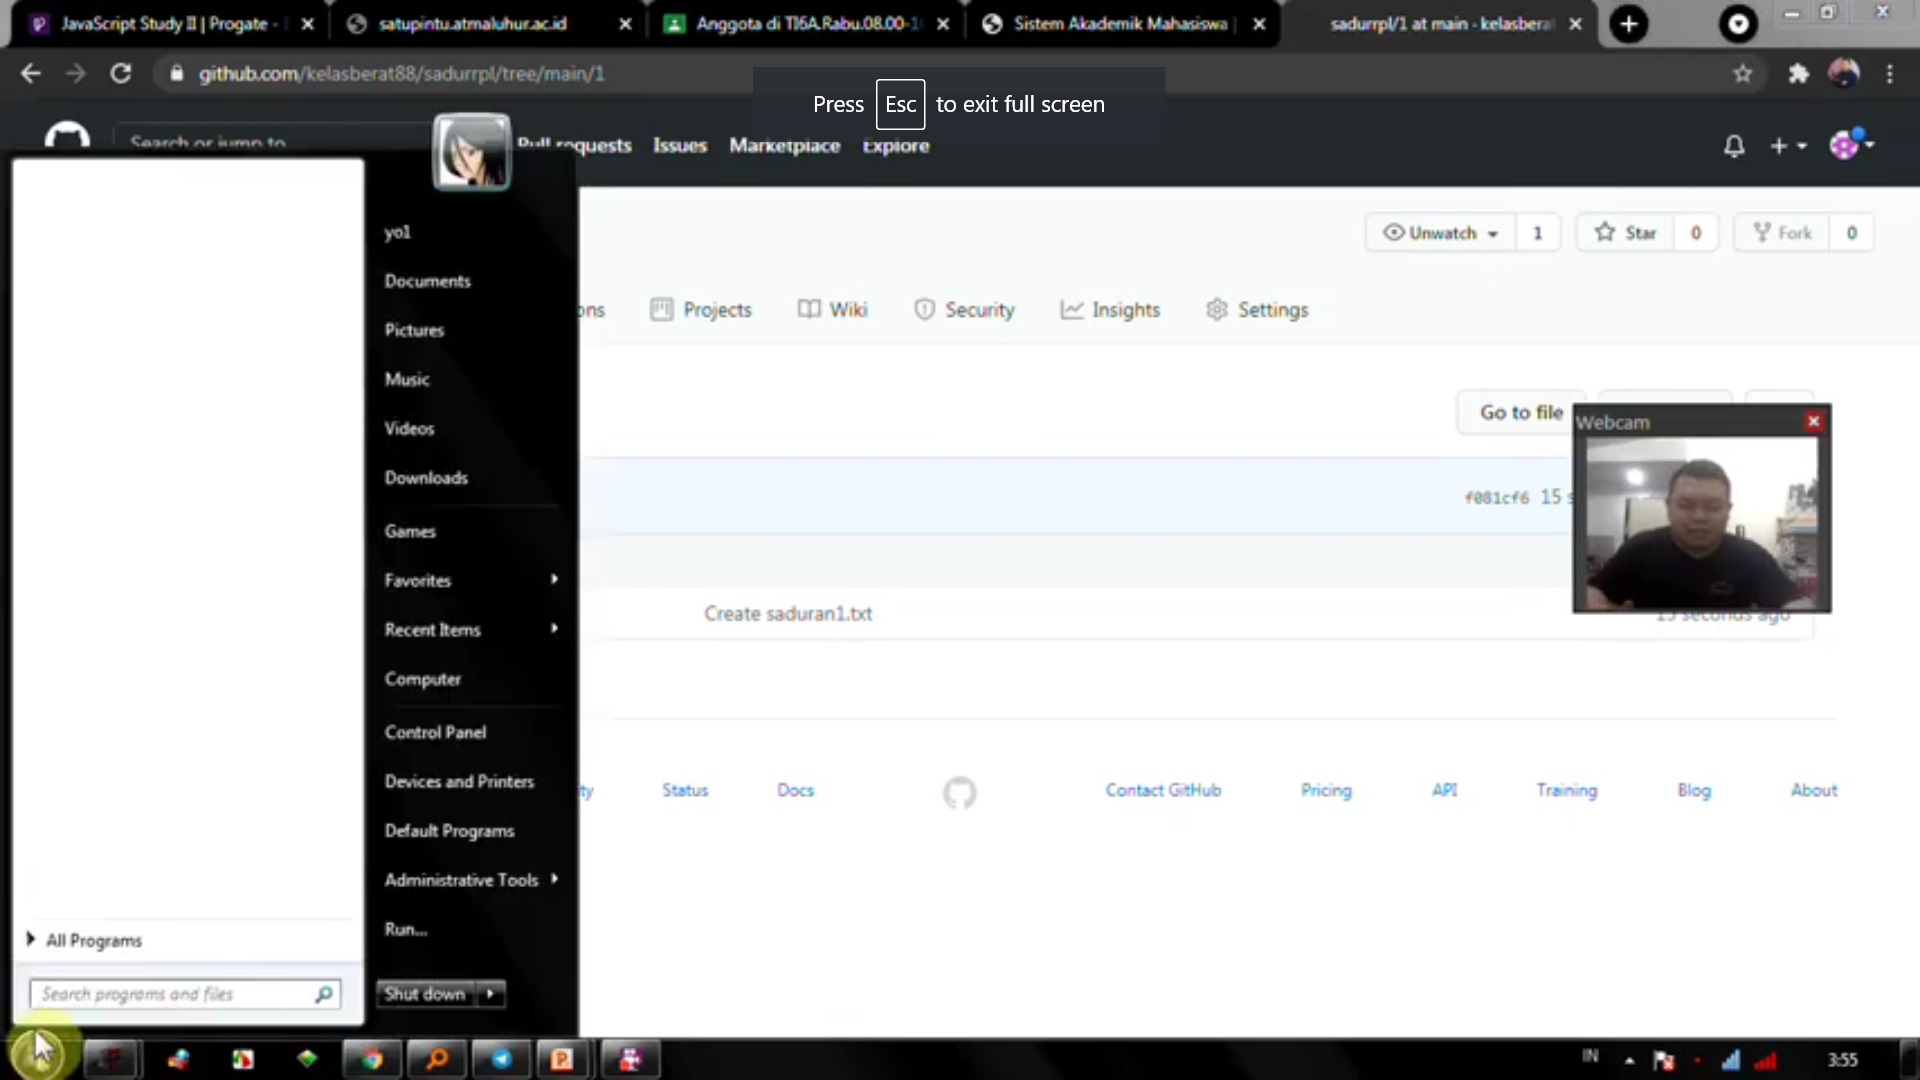 JavaScript Study II | Progate -
satupintu.atmaluhur.ac.id
Anggota di TI6A.Rabu.08.00-1
Sistem Akademik Mahasiswa |
sadurrpl/1 at main - kelasberat
github.com/kelasberat88/sadurrpl/tree/main/1
Press Esc to exit full screen
Search or jump to
Pull requests
Issues
Marketplace
Explore
yo1
Documents
Pictures
Music
Videos
Downloads
Games
Favorites
Recent Items
Computer
Control Panel
Devices and Printers
Default Programs
Administrative Tools
Run...
Shut down
All Programs
Search programs and files
Unwatch 1
Star 0
Fork 0
ons
Projects
Wiki
Security
Insights
Settings
Go to file
Webcam
f081cf6 15 s
Create saduran1.txt
15 seconds ago
ty
Status
Docs
Contact GitHub
Pricing
API
Training
Blog
About
IN
3:55